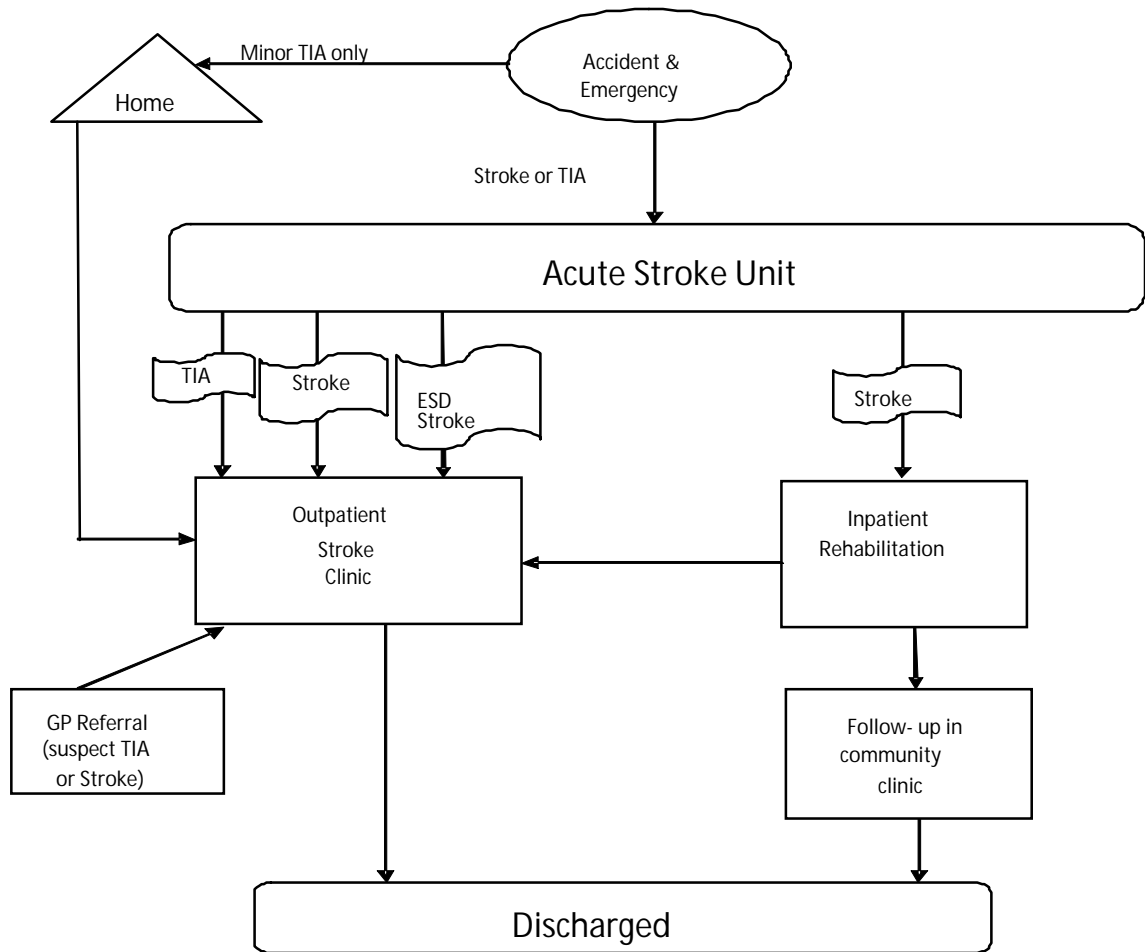 Minor TIA only
Accident &
Emergency
Home
Stroke or TIA
Acute Stroke Unit
TIA
Stroke
ESD
Stroke
Stroke
Outpatient
Stroke
Clinic
Inpatient
Rehabilitation
GP Referral
(suspect TIA
or Stroke)
Follow- up in
community
clinic
Discharged